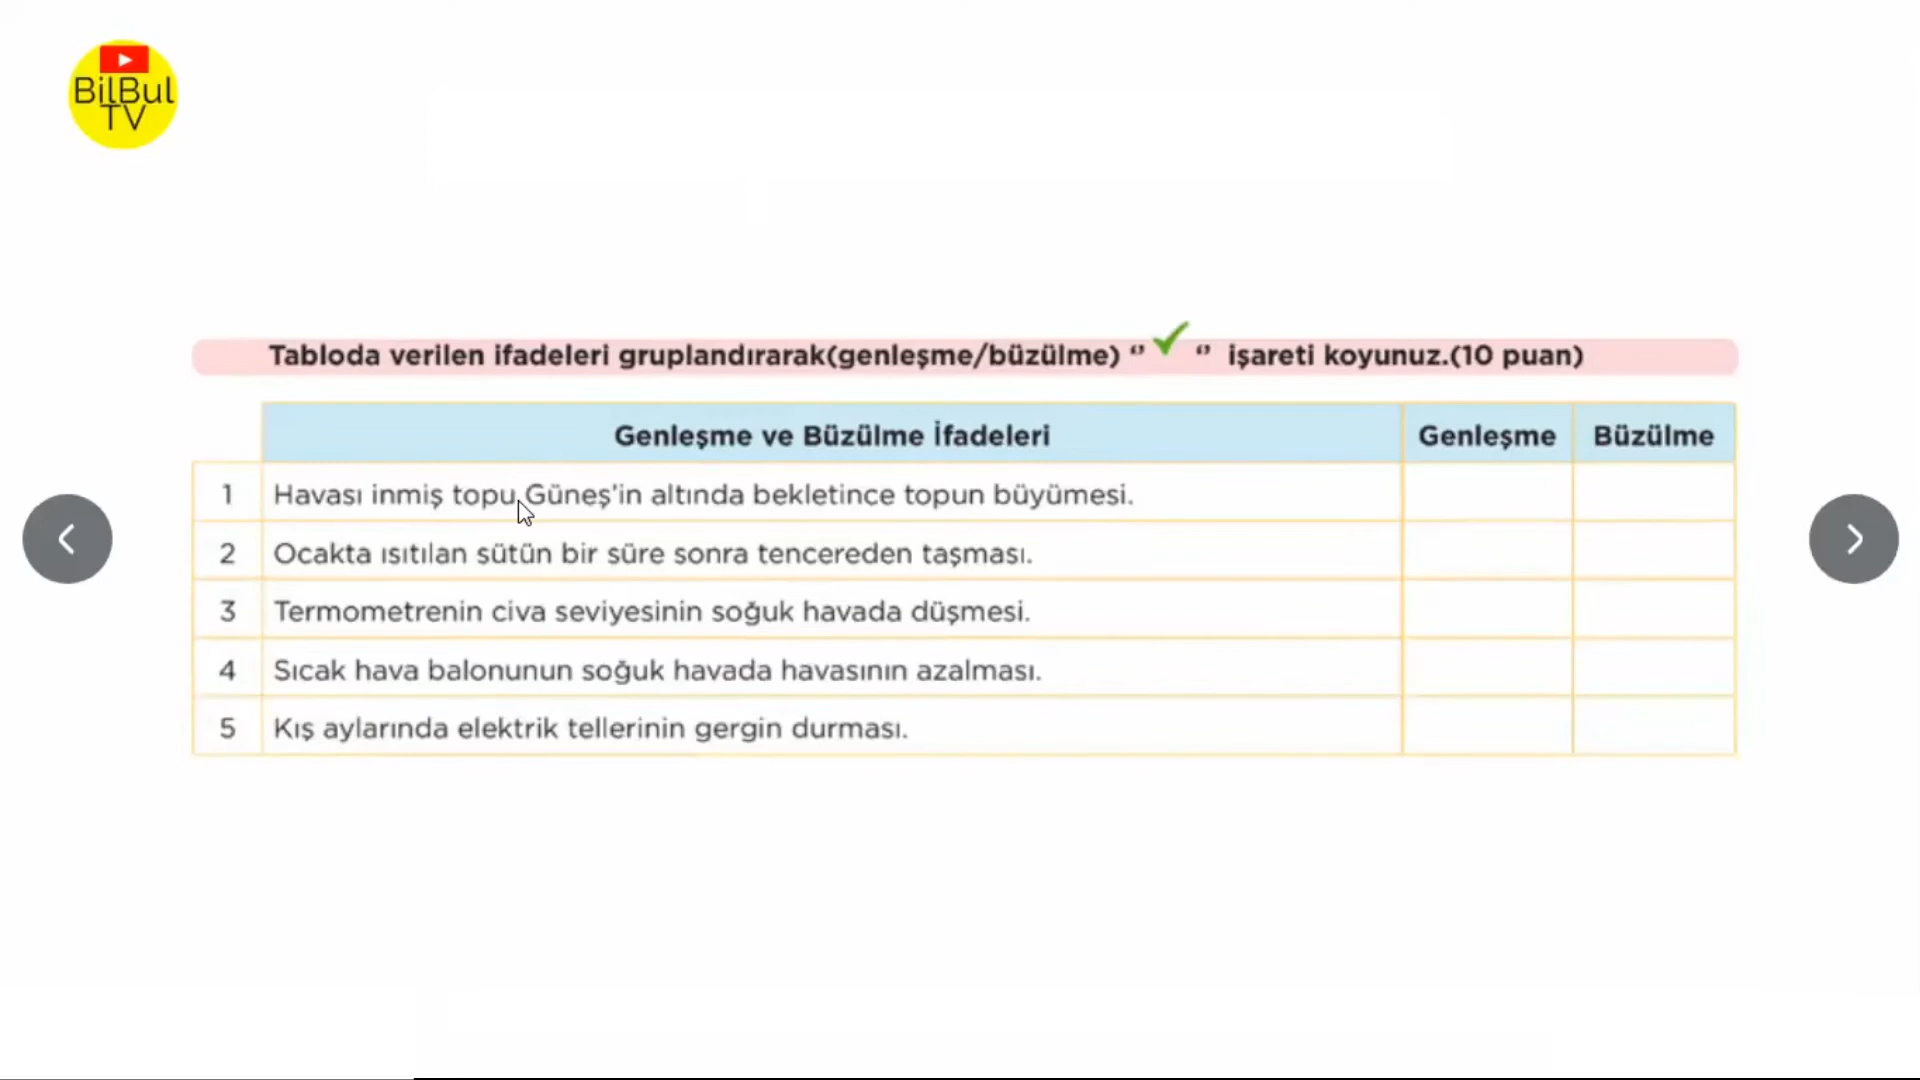 BilBul
TV
Tabloda verilen ifadeleri gruplandırarak(genleşme/büzülme) “ ✓ “ işareti koyunuz.(10 puan)
Genleşme ve Büzülme İfadeleri Genleşme Büzülme
1 Havası inmiş topu Güneş’in altında bekletince topun büyümesi.
2 Ocakta ısıtılan sütün bir süre sonra tencereden taşması.
3 Termometrenin civa seviyesinin soğuk havada düşmesi.
4 Sıcak hava balonunun soğuk havada havasının azalması.
5 Kış aylarında elektrik tellerinin gergin durması.